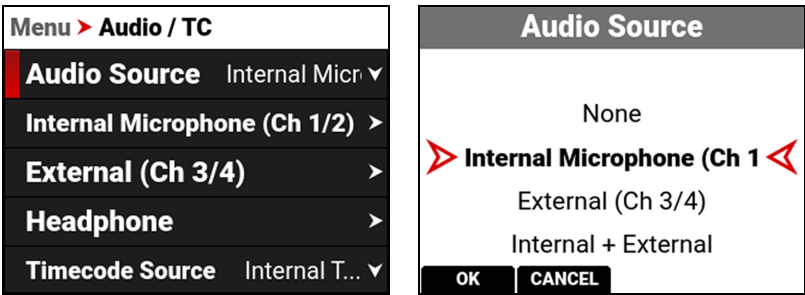 Menu ➤ Audio / TC
Audio Source Internal Micr
Internal Microphone (Ch 1/2)
External (Ch 3/4)
Headphone
Timecode Source Internal T...
Audio Source
None
Internal Microphone (Ch 1
External (Ch 3/4)
Internal + External
OK CANCEL